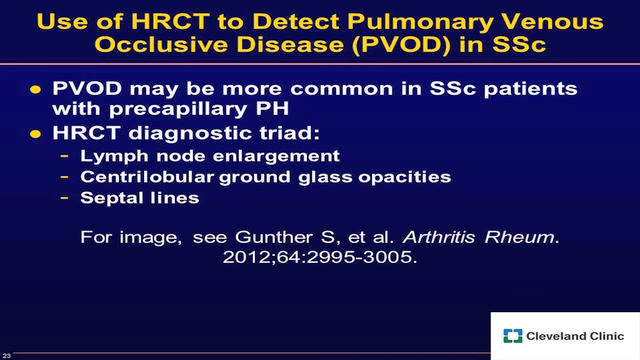 Use of HRCT to Detect Pulmonary Venous
Occlusive Disease (PVOD) in SSc
● PVOD may be more common in SSc patients
with precapillary PH
● HRCT diagnostic triad:
– Lymph node enlargement
– Centrilobular ground glass opacities
– Septal lines
For image, see Gunther S, et al. Arthritis Rheum.
2012;64:2995-3005.
Cleveland Clinic
23